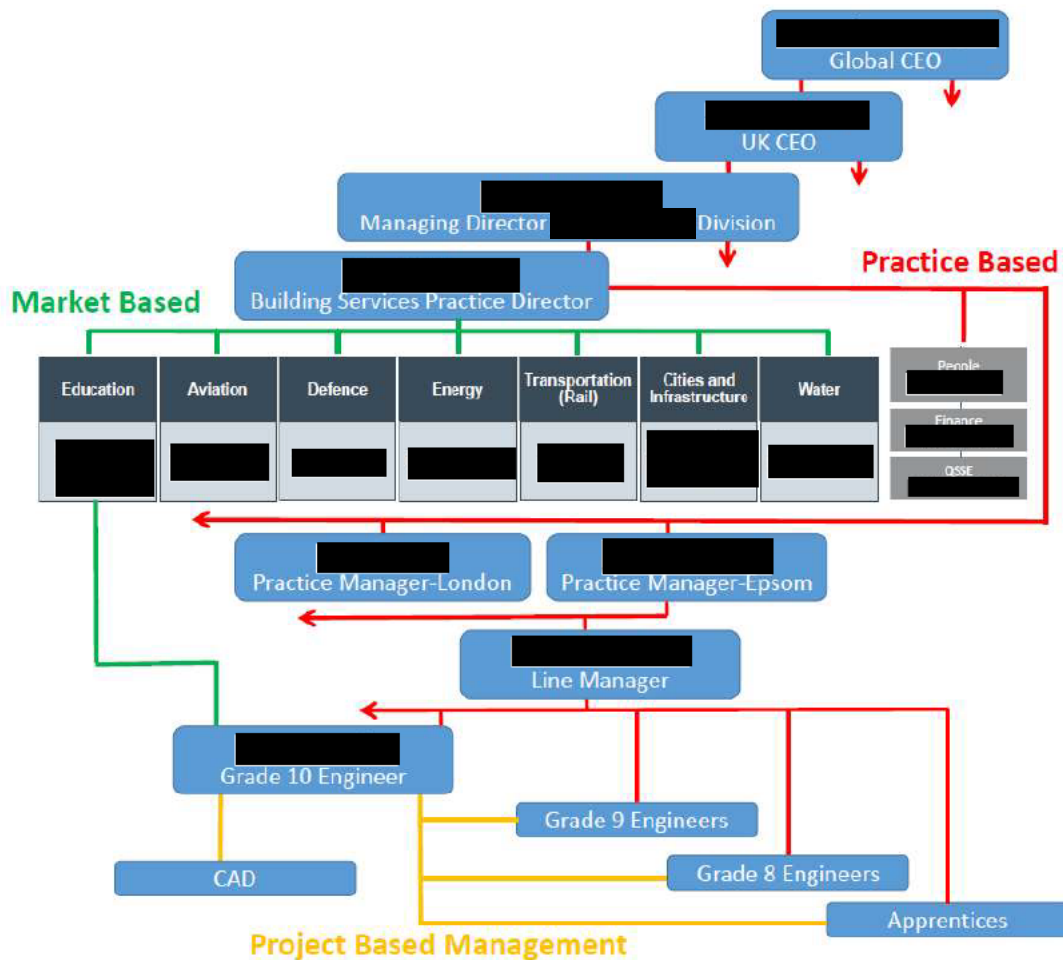 Global CEO
UK CEO
Managing Director
Division
Practice Based
Building Services Practice Director
Market Based
Education
Aviation
Defence
Energy
Transportation
(Rail)
Cities and
Infrastructure
Water
People
Finance
QSSE
Practice Manager-London
Practice Manager-Epsom
Line Manager
Grade 10 Engineer
Grade 9 Engineers
CAD
Grade 8 Engineers
Apprentices
Project Based Management